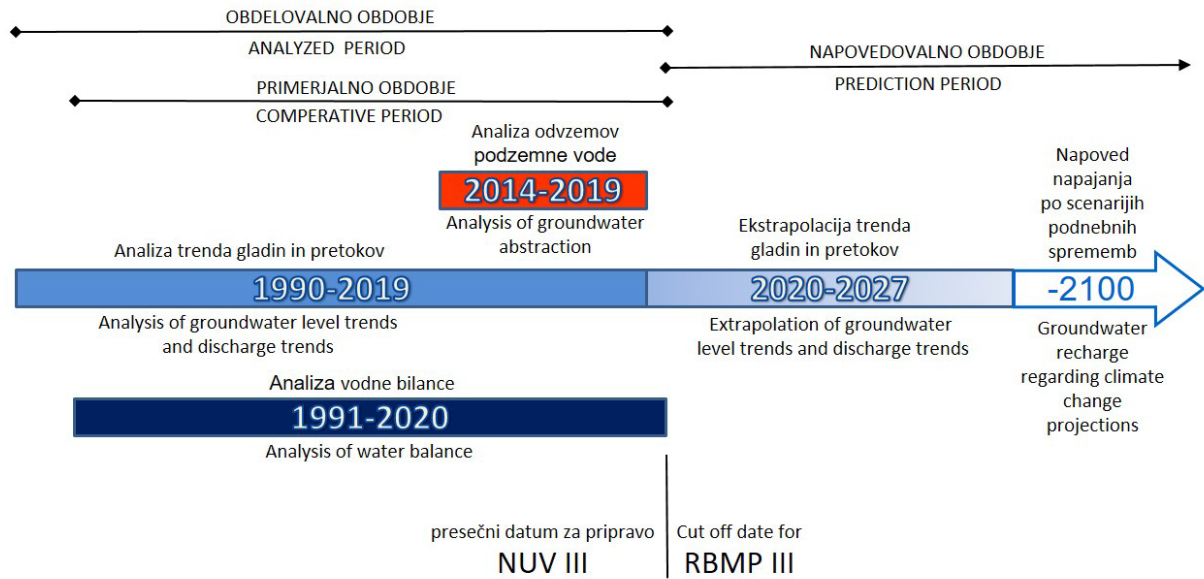 OBDELOVALNO OBDOBJE
ANALYZED PERIOD
NAPOVEDOVALNO OBDOBJE
PREDICTION PERIOD
PRIMERJALNO OBDOBJE
COMPERATIVE PERIOD
Analiza odvzemov
podzemne vode
2014-2019
Analysis of groundwater
abstraction
Napoved
napajanja
po scenarijih
podnebnih
sprememb
Analiza trenda gladin in pretokov
1990-2019
Analysis of groundwater level trends
and discharge trends
Ekstrapolacija trenda
gladin in pretokov
2020-2027
Extrapolation of groundwater
level trends and discharge trends
-2100
Groundwater
recharge
regarding climate
change
projections
Analiza vodne bilance
1991-2020
Analysis of water balance
presečni datum za pripravo
NUV III
Cut off date for
RBMP III